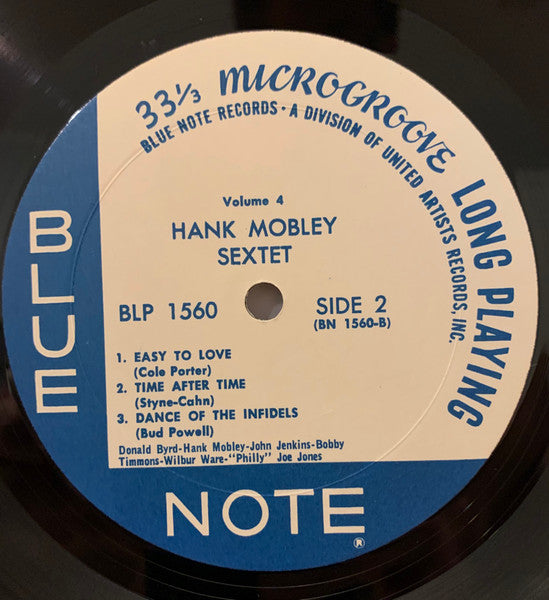 33⅓ MICROGROOVE LONG PLAYING
BLUE NOTE RECORDS • A DIVISION OF UNITED ARTISTS RECORDS, INC.
Volume 4
HANK MOBLEY
SEXTET
BLP 1560
SIDE 2
(BN 1560-B)
1. EASY TO LOVE
(Cole Porter)
2. TIME AFTER TIME
(Styne-Cahn)
3. DANCE OF THE INFIDELS
(Bud Powell)
Donald Byrd-Hank Mobley-John Jenkins-Bobby
Timmons-Wilbur Ware-"Philly" Joe Jones
BLUE
NOTE
®